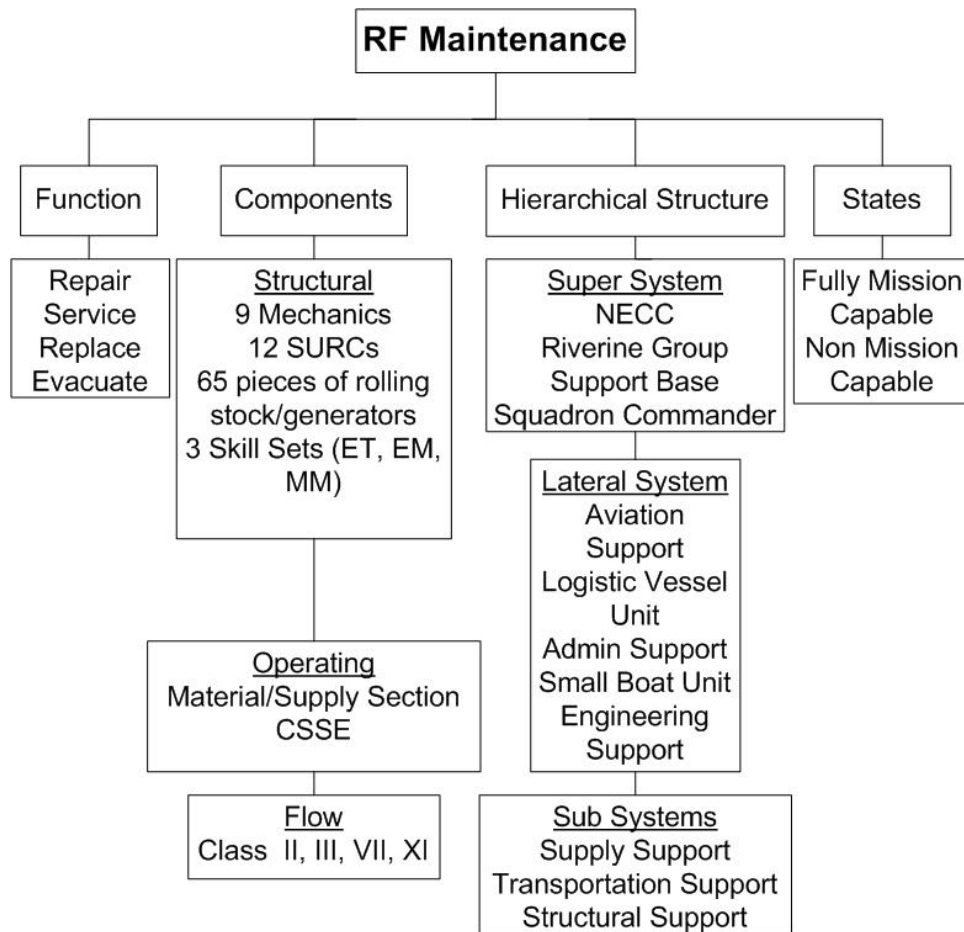 RF Maintenance
Function
Components
Hierarchical Structure
States
Repair
Service
Replace
Evacuate
Structural
9 Mechanics
12 SURCs
65 pieces of rolling
stock/generators
3 Skill Sets (ET, EM,
MM)
Operating
Material/Supply Section
CSSE
Flow
Class  II, III, VII, XI
Super System
NECC
Riverine Group
Support Base
Squadron Commander
Lateral System
Aviation
Support
Logistic Vessel
Unit
Admin Support
Small Boat Unit
Engineering
Support
Sub Systems
Supply Support
Transportation Support
Structural Support
Fully Mission
Capable
Non Mission
Capable